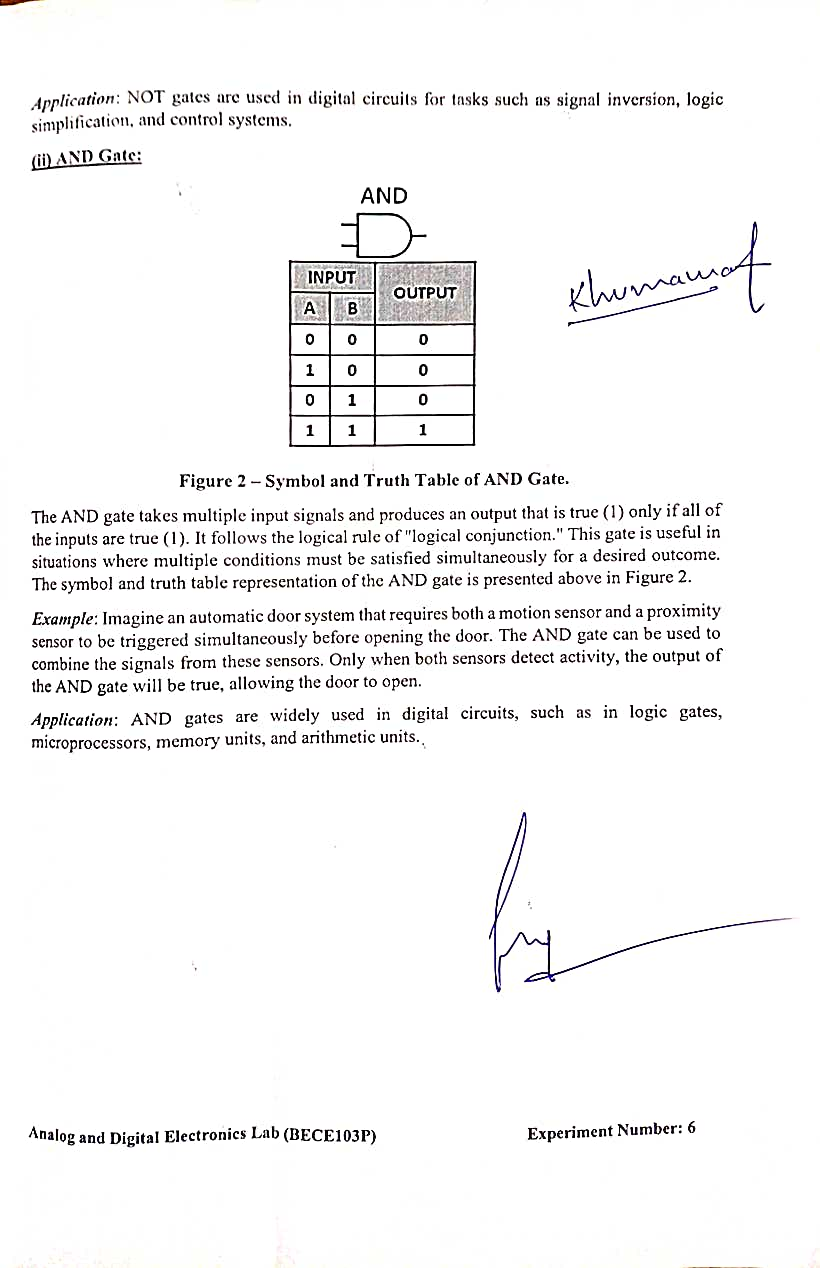 Application: NOT gates are used in digital circuits for tasks such as signal inversion, logic
simplification, and control systems.
(ii) AND Gate:
AND
INPUT OUTPUT
A B
0 0 0
1 0 0
0 1 0
1 1 1
Figure 2 – Symbol and Truth Table of AND Gate.
The AND gate takes multiple input signals and produces an output that is true (1) only if all of
the inputs are true (1). It follows the logical rule of "logical conjunction." This gate is useful in
situations where multiple conditions must be satisfied simultaneously for a desired outcome.
The symbol and truth table representation of the AND gate is presented above in Figure 2.
Example: Imagine an automatic door system that requires both a motion sensor and a proximity
sensor to be triggered simultaneously before opening the door. The AND gate can be used to
combine the signals from these sensors. Only when both sensors detect activity, the output of
the AND gate will be true, allowing the door to open.
Application: AND gates are widely used in digital circuits, such as in logic gates,
microprocessors, memory units, and arithmetic units.
Analog and Digital Electronics Lab (BECE103P) Experiment Number: 6